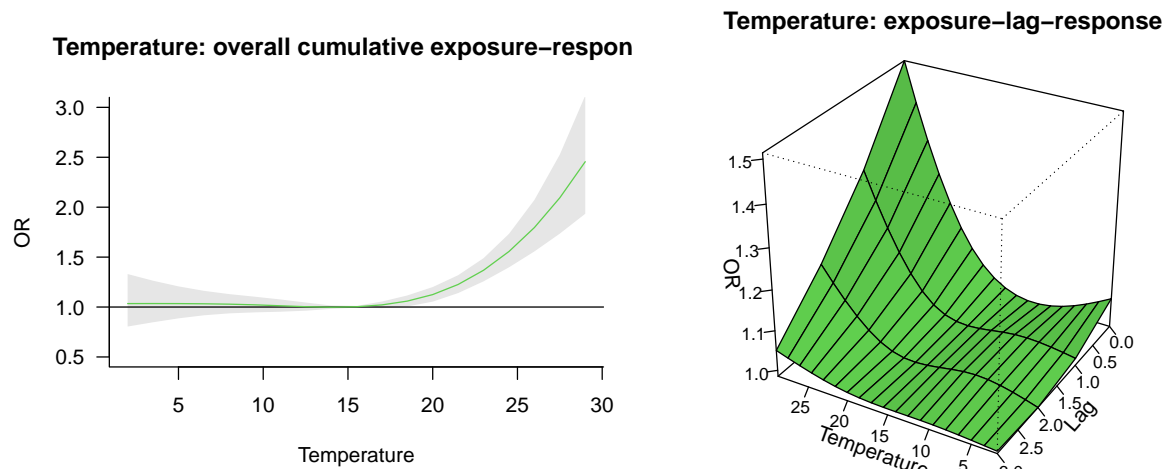 Temperature: overall cumulative exposure−respon
3.0
2.5
2.0
1.5
1.0
0.5
OR
5 10 15 20 25 30
Temperature
Temperature: exposure−lag−response
1.5
1.4
1.3
1.2
1.1
1.0
OR
25
20
15
10
5
Temperature
0.0
0.5
1.0
1.5
2.0
2.5
Lag